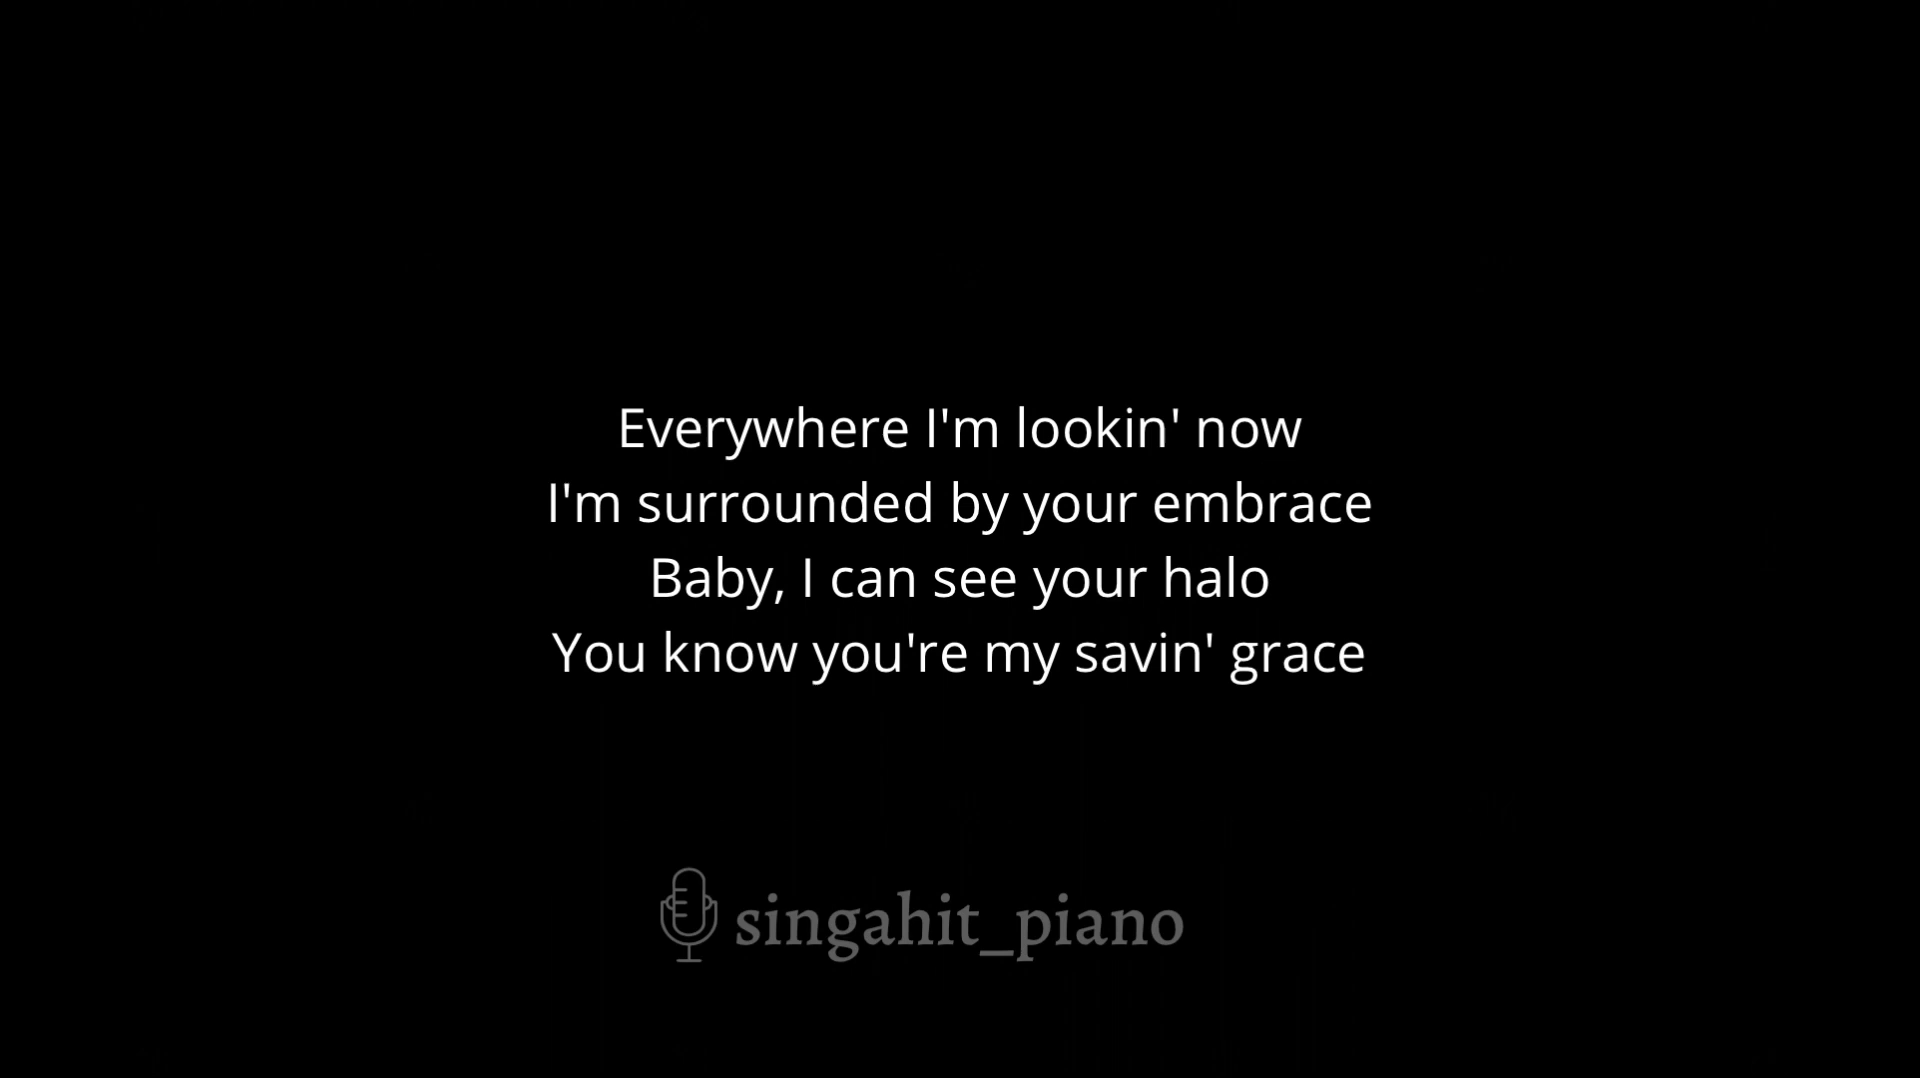 Everywhere I'm lookin' now
I'm surrounded by your embrace
Baby, I can see your halo
You know you're my savin' grace
singahit_piano